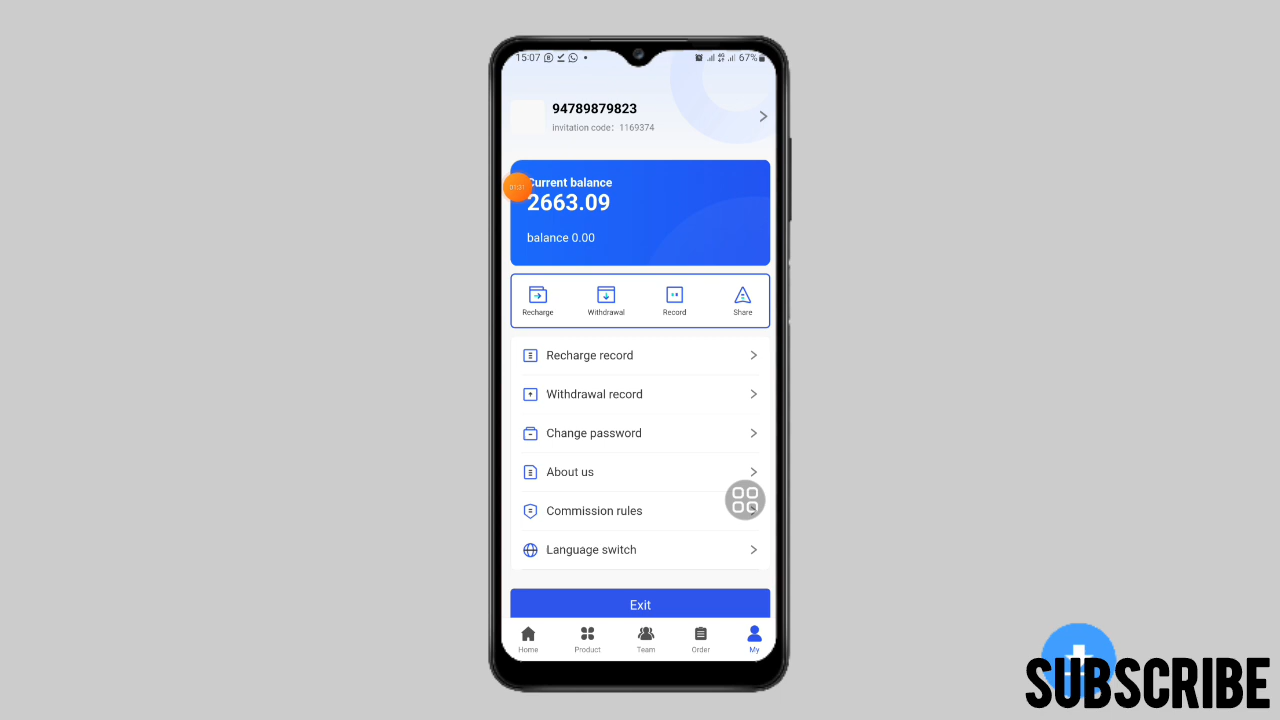 15:07
67%
94789879823
Invitation code: 1169374
Current balance
2663.09
balance 0.00
Recharge
Withdrawal
Record
Share
Recharge record
Withdrawal record
Change password
About us
Commission rules
Language switch
Exit
Home
Product
Team
Order
My
SUBSCRIBE